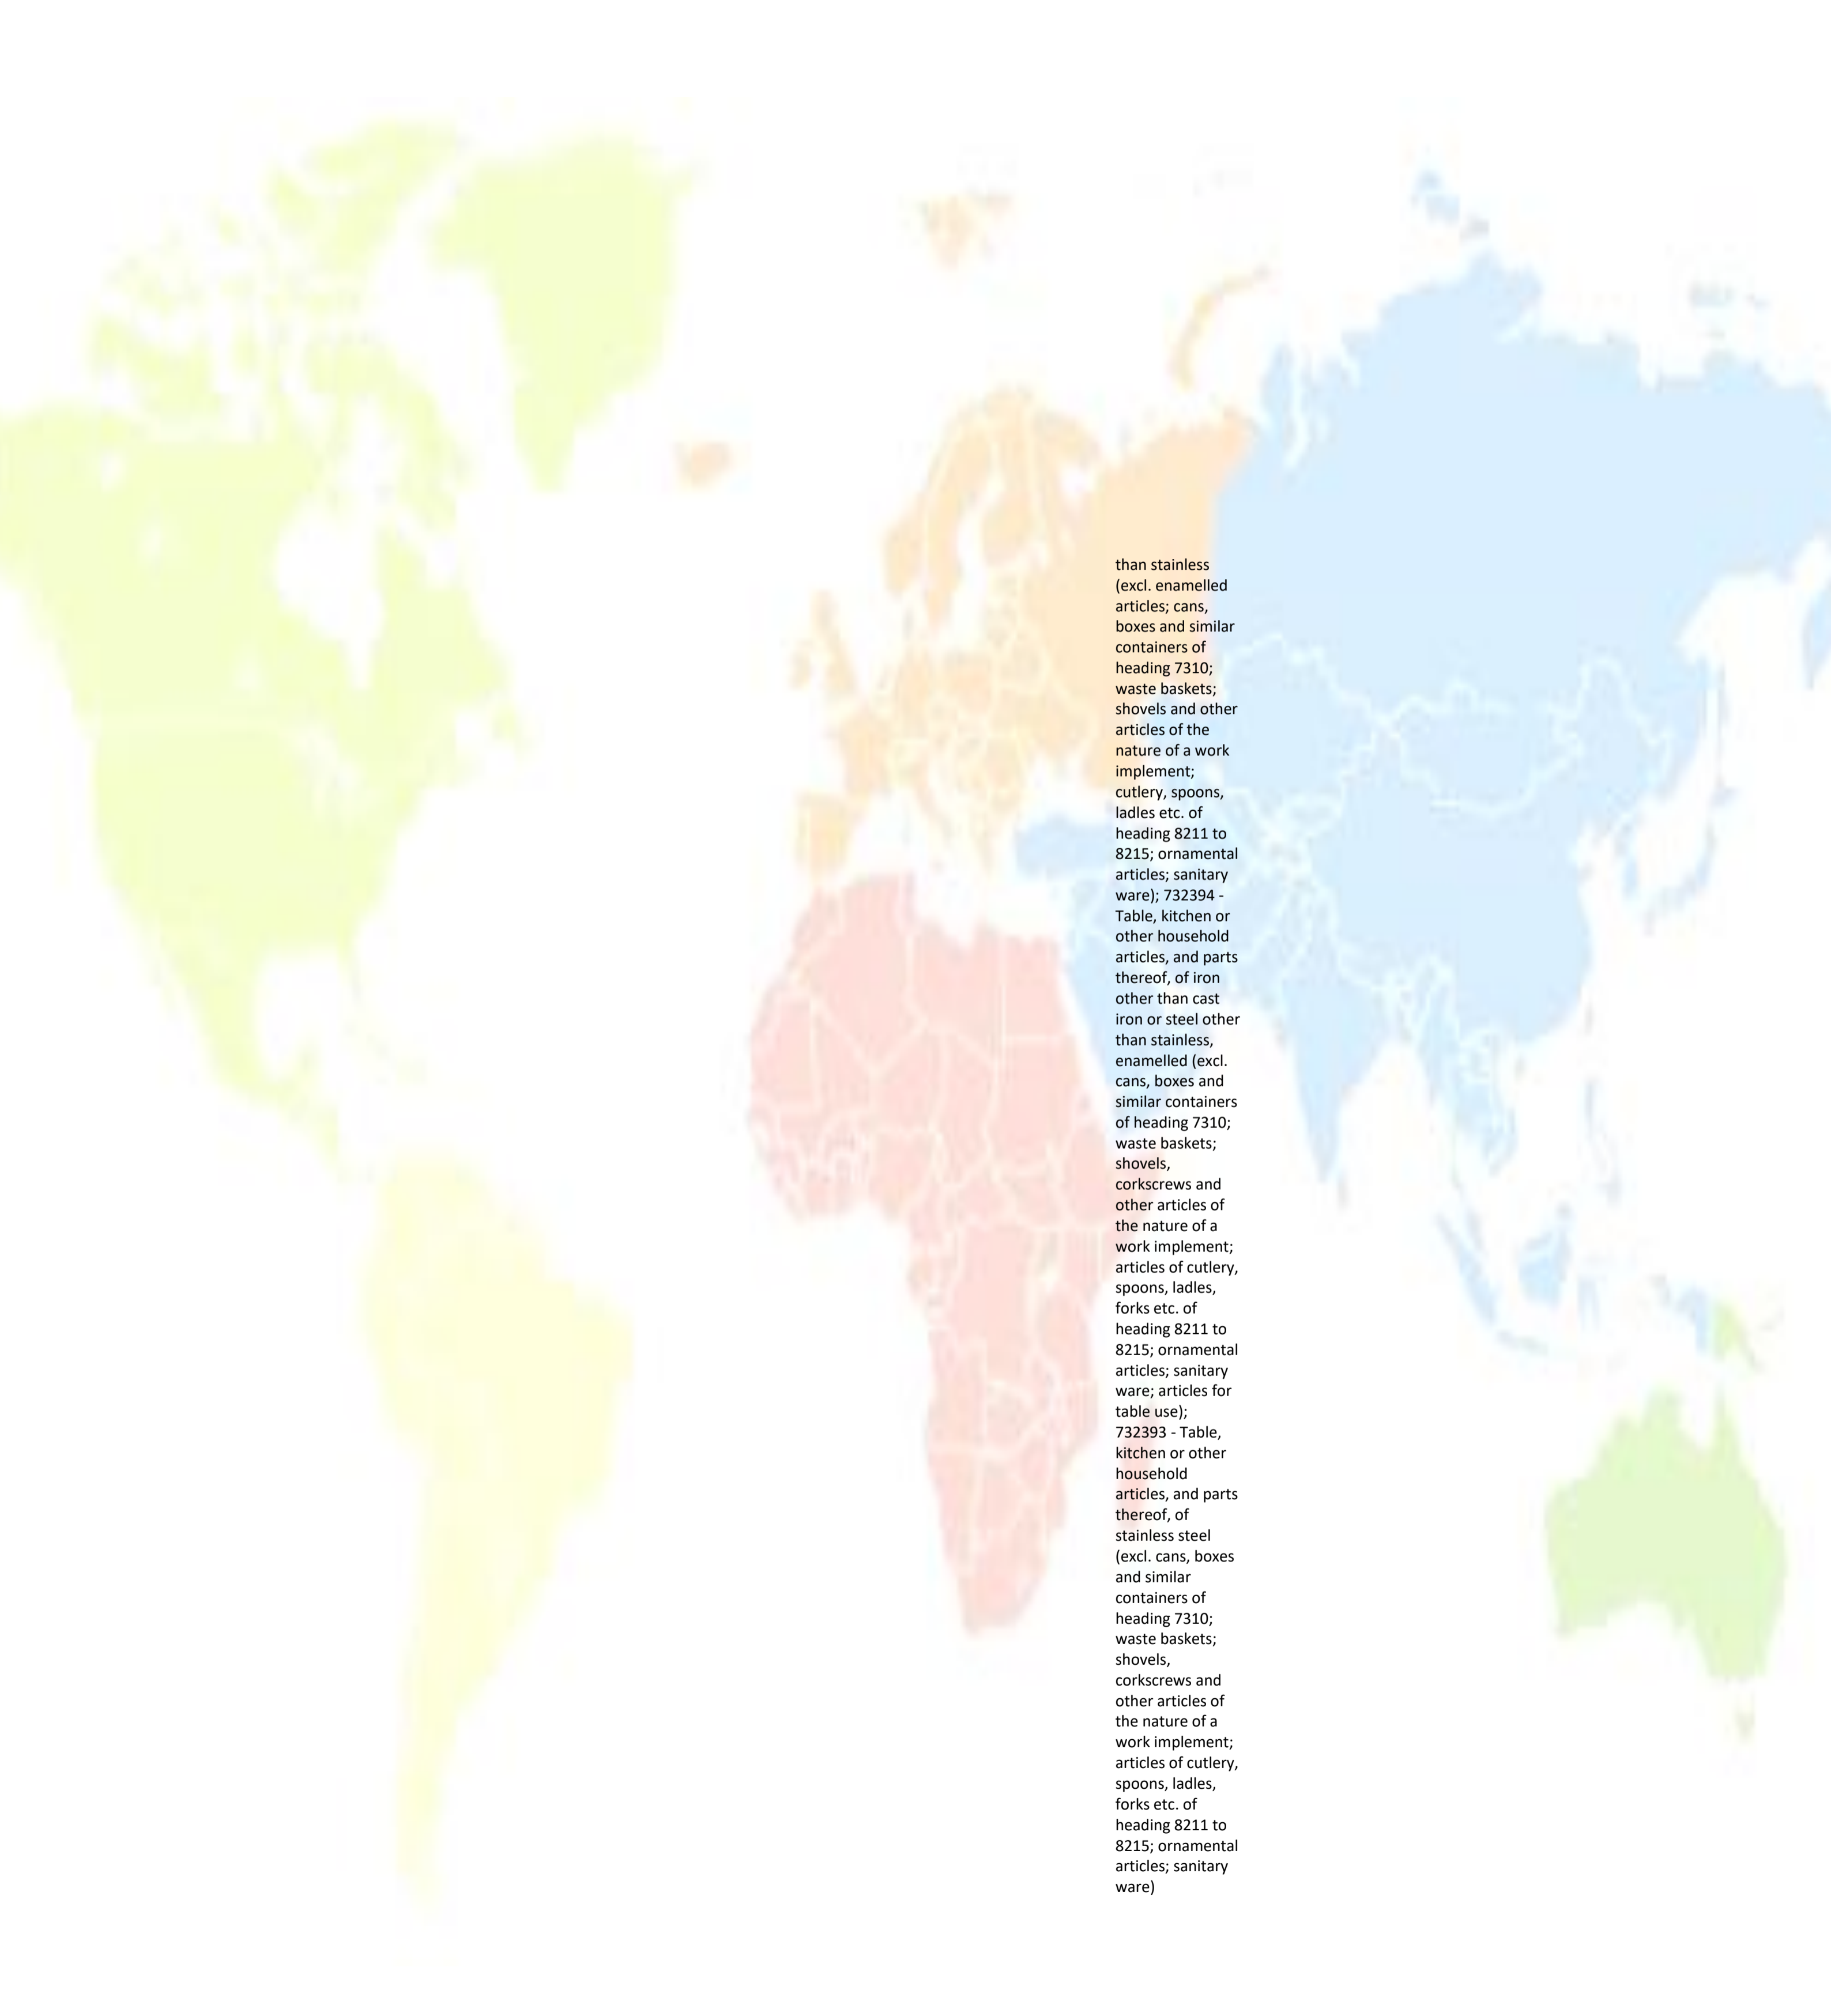 than stainless
(excl. enamelled
articles; cans,
boxes and similar
containers of
heading 7310;
waste baskets;
shovels and other
articles of the
nature of a work
implement;
cutlery, spoons,
ladles etc. of
heading 8211 to
8215; ornamental
articles; sanitary
ware); 732394 -
Table, kitchen or
other household
articles, and parts
thereof, of iron
other than cast
iron or steel other
than stainless,
enamelled (excl.
cans, boxes and
similar containers
of heading 7310;
waste baskets;
shovels,
corkscrews and
other articles of
the nature of a
work implement;
articles of cutlery,
spoons, ladles,
forks etc. of
heading 8211 to
8215; ornamental
articles; sanitary
ware; articles for
table use);
732393 - Table,
kitchen or other
household
articles, and parts
thereof, of
stainless steel
(excl. cans, boxes
and similar
containers of
heading 7310;
waste baskets;
shovels,
corkscrews and
other articles of
the nature of a
work implement;
articles of cutlery,
spoons, ladles,
forks etc. of
heading 8211 to
8215; ornamental
articles; sanitary
ware)